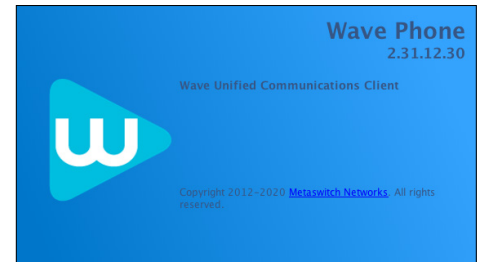 Wave Phone
2.31.12.30
Wave Unified Communications Client
w
Copyright 2012-2020 Metaswitch Networks. All rights
reserved.